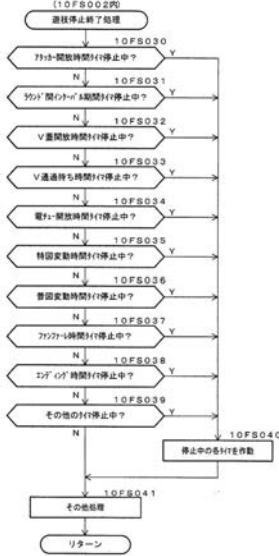 (10FS002内)
遊技停止終了処理
10FS030
アタッカー開放時間タイマ停止中？
Y
N
10FS031
ラウンド間インターバル期間タイマ停止中？
Y
N
10FS032
V蓋開放時間タイマ停止中？
Y
N
10FS033
V通過待ち時間タイマ停止中？
Y
N
10FS034
電チュー開放時間タイマ停止中？
Y
N
10FS035
特図変動時間タイマ停止中？
Y
N
10FS036
普図変動時間タイマ停止中？
Y
N
10FS037
ファンファーレ時間タイマ停止中？
Y
N
10FS038
エンディング時間タイマ停止中？
Y
N
10FS039
その他のタイマ停止中？
Y
N
10FS040
停止中の各タイマを作動
10FS041
その他処理
リターン